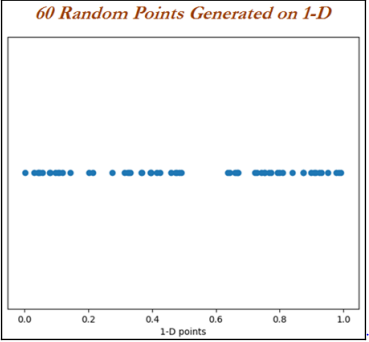 60 Random Points Generated on 1-D
0.0 0.2 0.4 0.6 0.8 1.0
1-D points